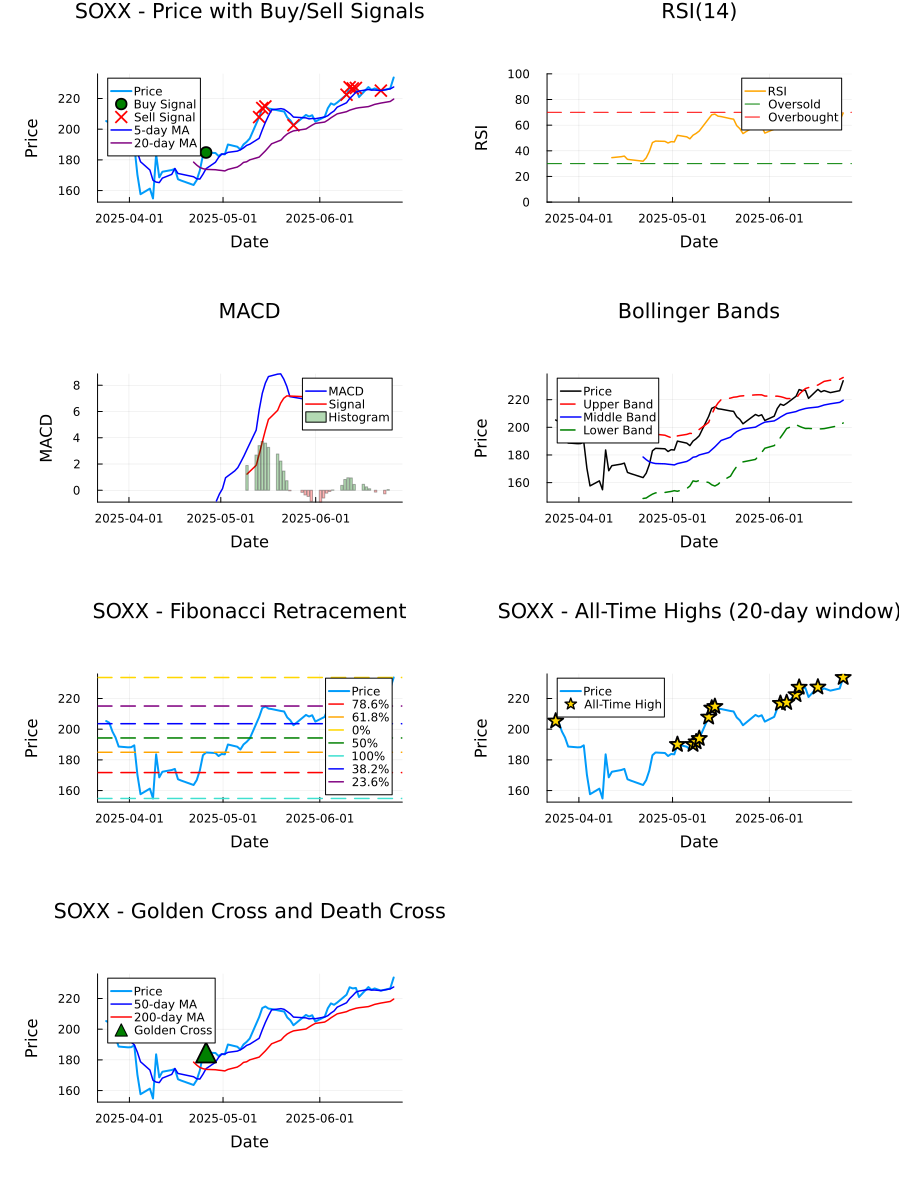 SOXX - Price with Buy/Sell Signals
Price
220
200
180
160
Price
Buy Signal
Sell Signal
5-day MA
20-day MA
2025-04-01
2025-05-01
2025-06-01
Date
RSI(14)
RSI
100
80
60
40
20
0
RSI
Oversold
Overbought
2025-04-01
2025-05-01
2025-06-01
Date
MACD
MACD
8
6
4
2
0
MACD
Signal
Histogram
2025-04-01
2025-05-01
2025-06-01
Date
Bollinger Bands
Price
220
200
180
160
Price
Upper Band
Middle Band
Lower Band
2025-04-01
2025-05-01
2025-06-01
Date
SOXX - Fibonacci Retracement
Price
220
200
180
160
Price
78.6%
61.8%
0%
50%
100%
38.2%
23.6%
2025-04-01
2025-05-01
2025-06-01
Date
SOXX - All-Time Highs (20-day window)
Price
220
200
180
160
Price
All-Time High
2025-04-01
2025-05-01
2025-06-01
Date
SOXX - Golden Cross and Death Cross
Price
220
200
180
160
Price
50-day MA
200-day MA
Golden Cross
2025-04-01
2025-05-01
2025-06-01
Date